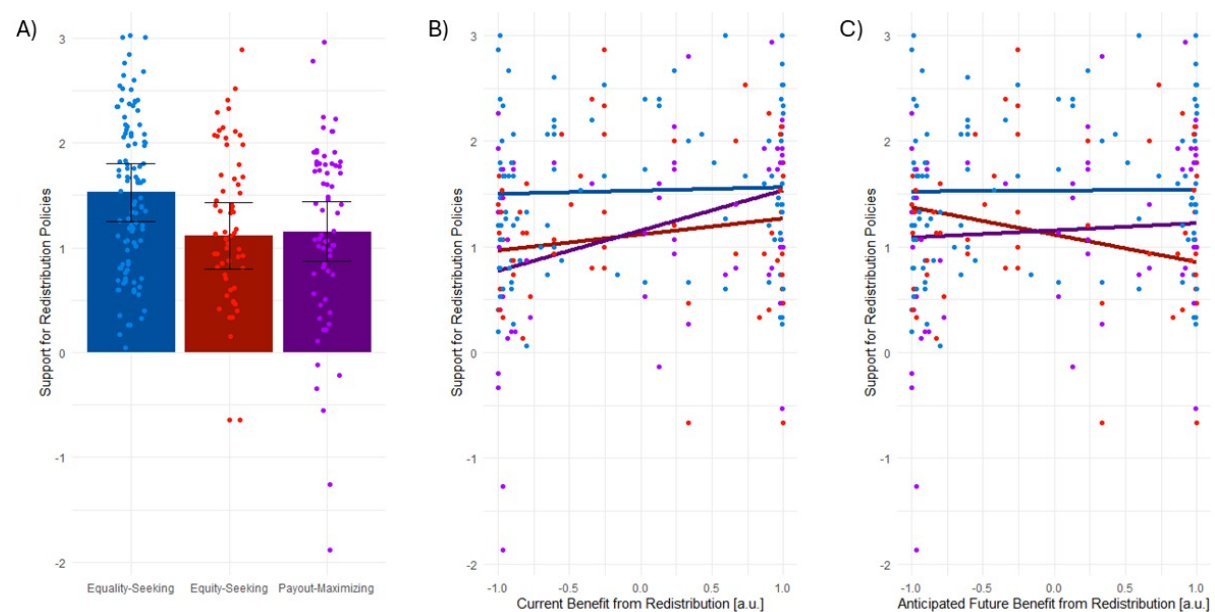 A)
B)
C)
Support for Redistribution Policies
3
2
1
0
-1
-2
Equality-Seeking Equity-Seeking Payout-Maximizing
Support for Redistribution Policies
3
2
1
0
-1
-2
-1.0 -0.5 0.0 0.5 1.0
Current Benefit from Redistribution [a.u.]
Support for Redistribution Policies
3
2
1
0
-1
-2
-1.0 -0.5 0.0 0.5 1.0
Anticipated Future Benefit from Redistribution [a.u.]